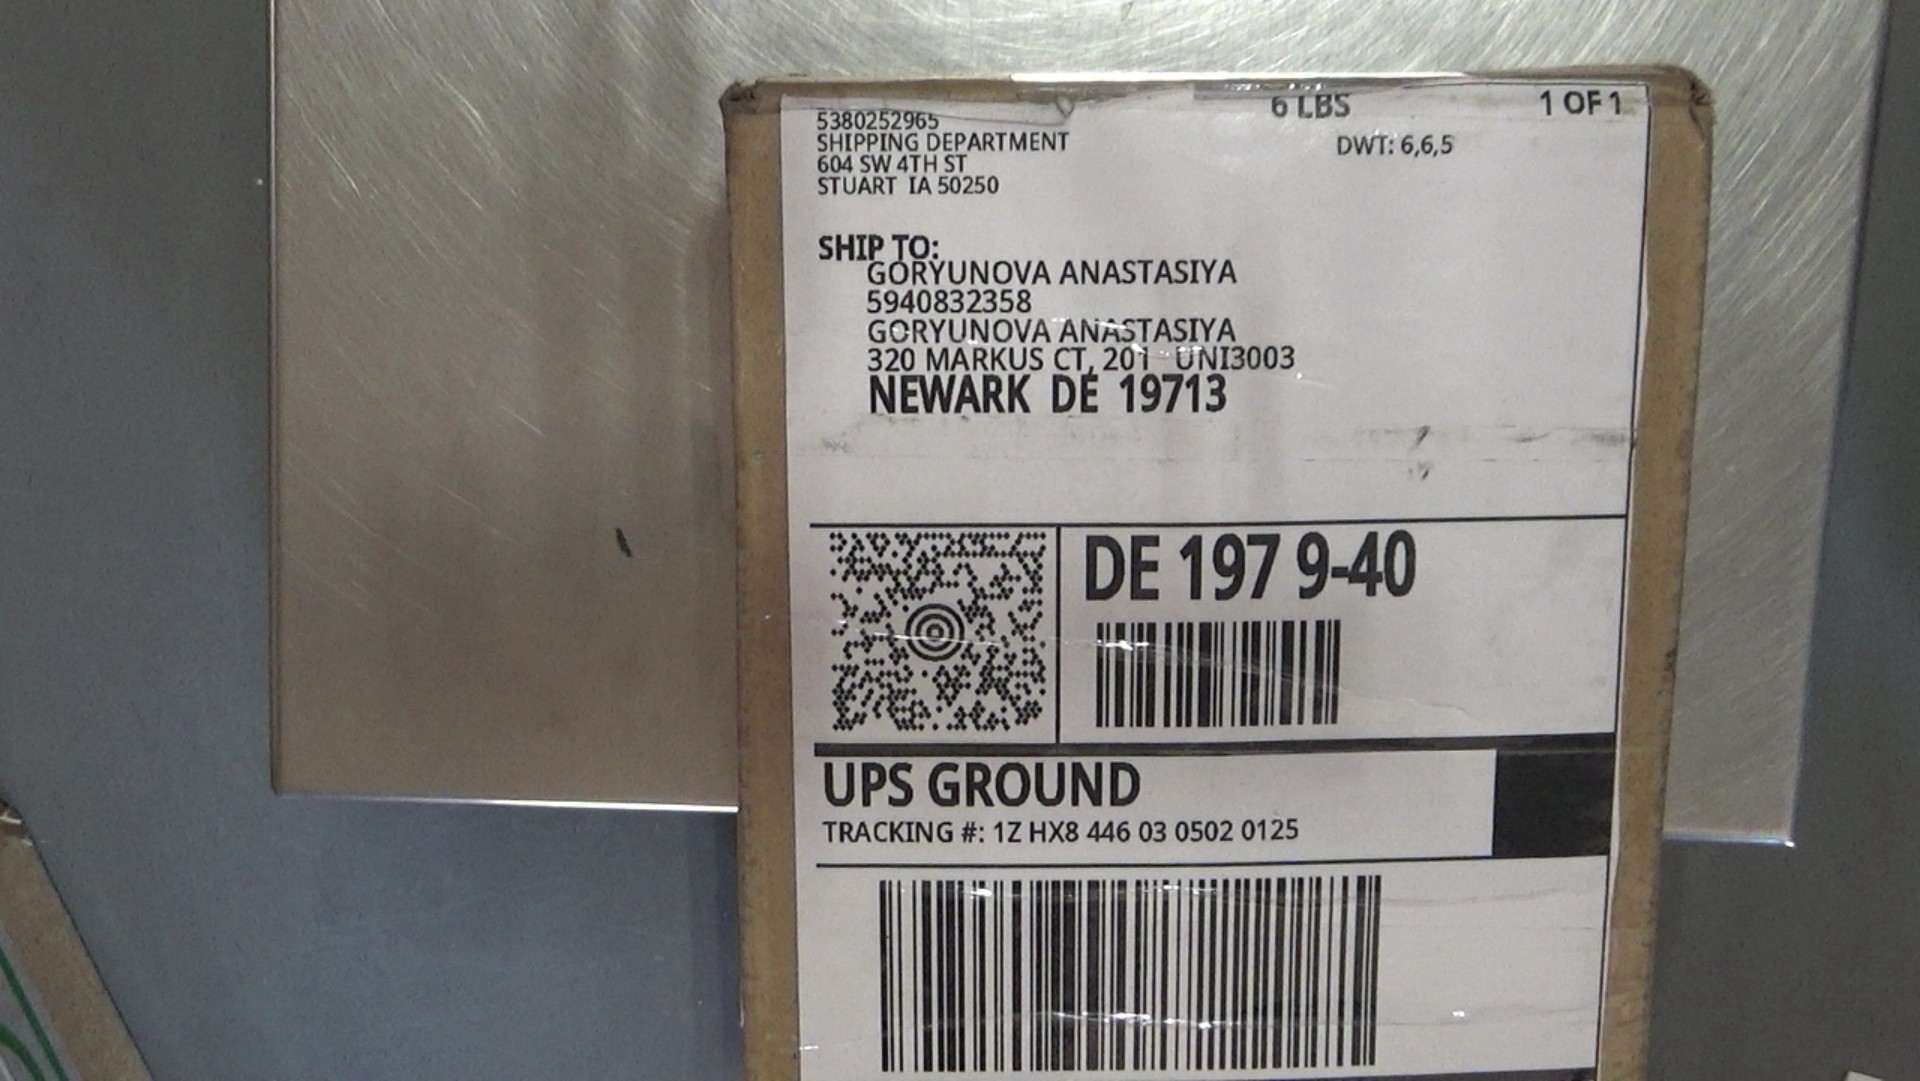 5380252965
SHIPPING DEPARTMENT
604 SW 4TH ST
STUART IA 50250
6 LBS
1 OF 1
DWT: 6,6,5
SHIP TO:
GORYUNOVA ANASTASIYA
5940832358
GORYUNOVA ANASTASIYA
320 MARKUS CT, 201 UNI3003
NEWARK DE 19713
DE 197 9-40
UPS GROUND
TRACKING #: 1Z HX8 446 03 0502 0125